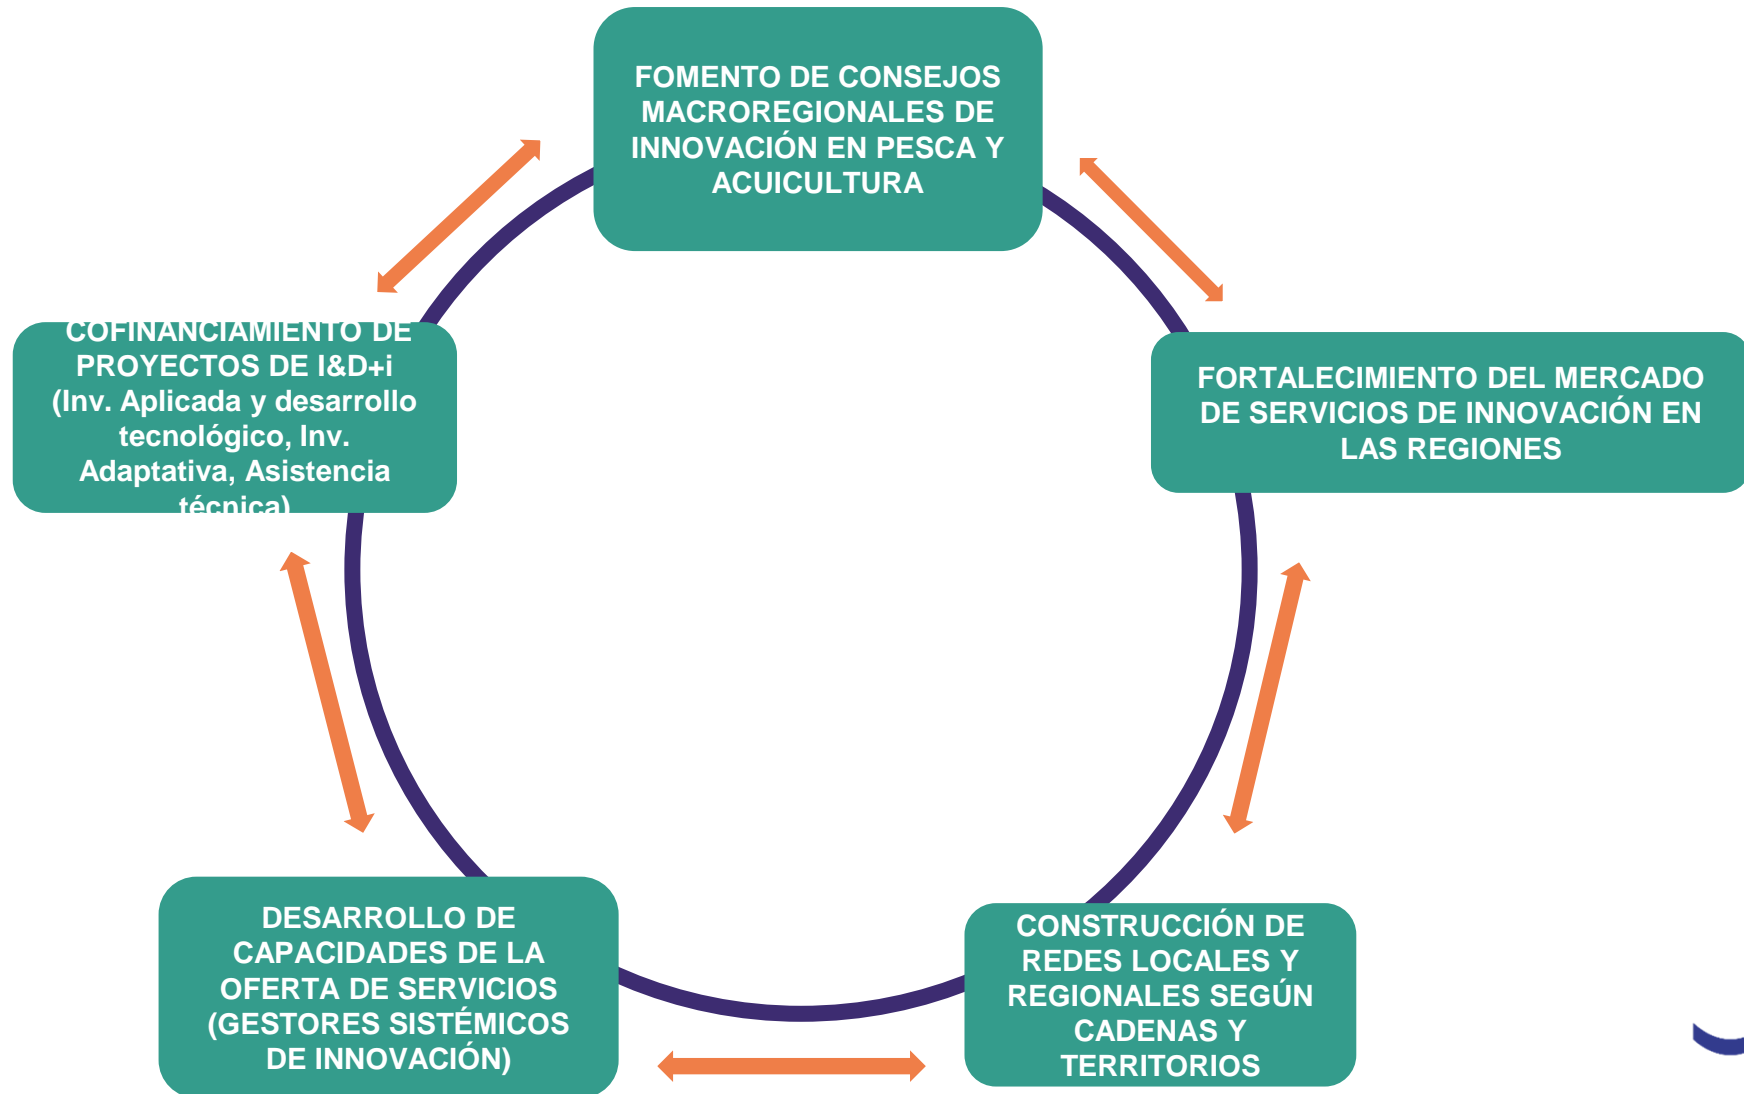 FOMENTO DE CONSEJOS
MACROREGIONALES DE
INNOVACIÓN EN PESCA Y
ACUICULTURA
COFINANCIAMIENTO DE
PROYECTOS DE I&D+i
(Inv. Aplicada y desarrollo
tecnológico, Inv.
Adaptativa, Asistencia
técnica)
FORTALECIMIENTO DEL MERCADO
DE SERVICIOS DE INNOVACIÓN EN
LAS REGIONES
DESARROLLO DE
CAPACIDADES DE LA
OFERTA DE SERVICIOS
(GESTORES SISTÉMICOS
DE INNOVACIÓN)
CONSTRUCCIÓN DE
REDES LOCALES Y
REGIONALES SEGÚN
CADENAS Y
TERRITORIOS